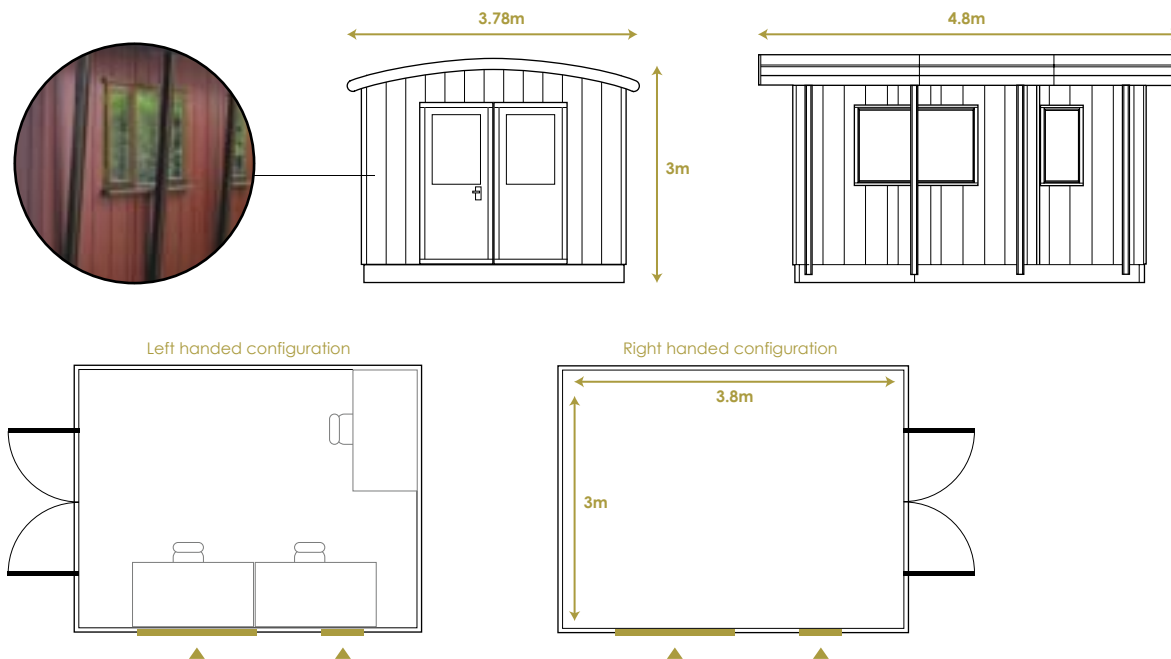 3.78m
4.8m
3m
Left handed configuration
Right handed configuration
3.8m
3m